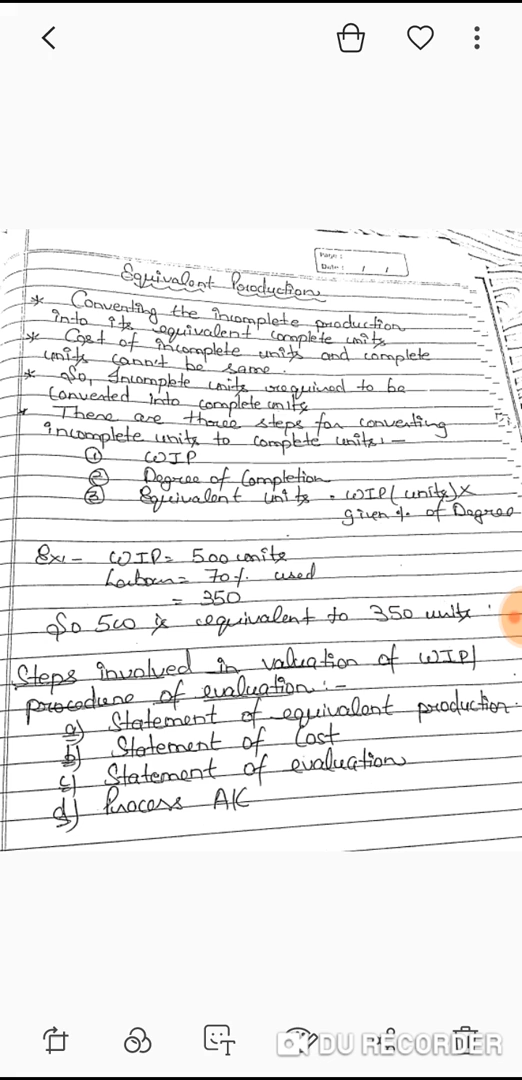 Page :
Date : / /
Equivalent Production
* Converting the incomplete production
into its equivalent complete units
* Cost of incomplete units and complete
units cannt be same.
* So, Incomplete units required to be
Converted into complete units
* There are three steps for converting
incomplete units to complete units:-
① WIP
② Degree of Completion
③ Equivalent units = WIP (units) x
given % of Degree
Ex:- WIP = 500 units
Labour = 70% used
= 350
So 500 is equivalent to 350 units.
Steps involved in valuation of WIP/
procedure of evaluation:-
a) Statement of equivalent production.
b) Statement of Cost
c) Statement of evaluation
d) Process A/C
DU RECORDER